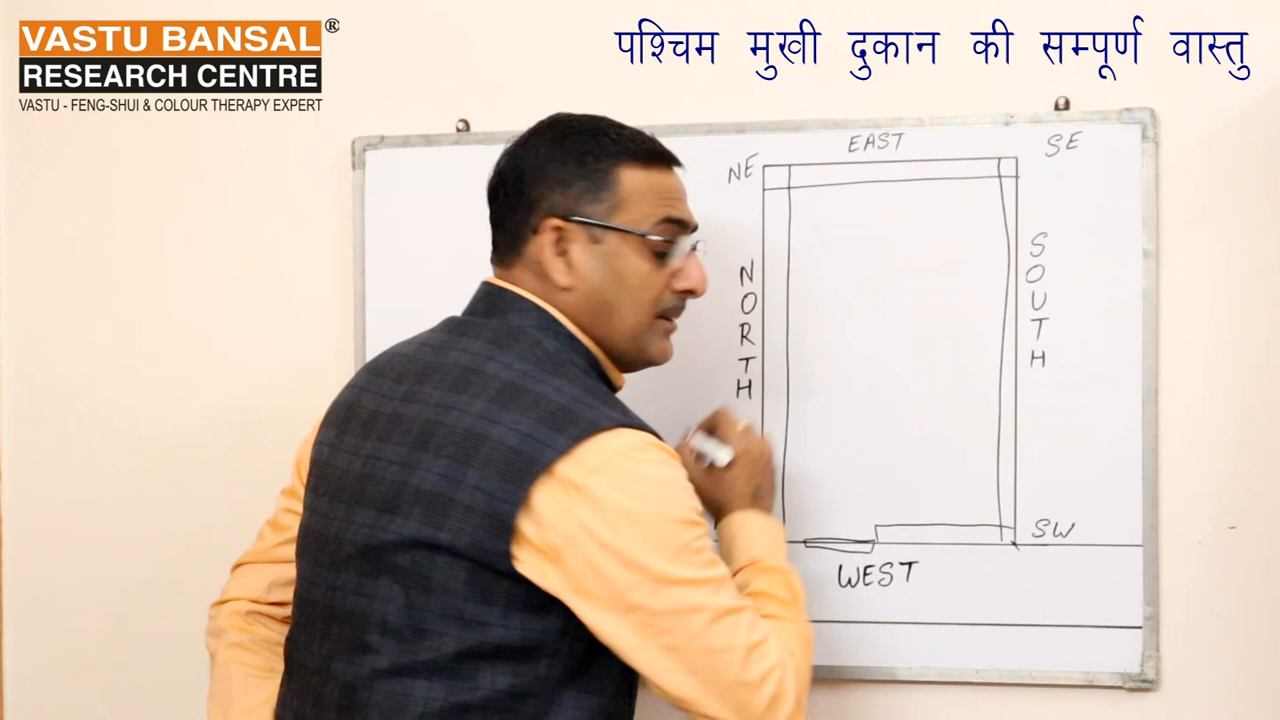 VASTU BANSAL®
RESEARCH CENTRE
VASTU - FENG-SHUI & COLOUR THERAPY EXPERT
पश्चिम मुखी दुकान की सम्पूर्ण वास्तु
EAST
SE
NE
SOUTH
NORTH
SW
WEST